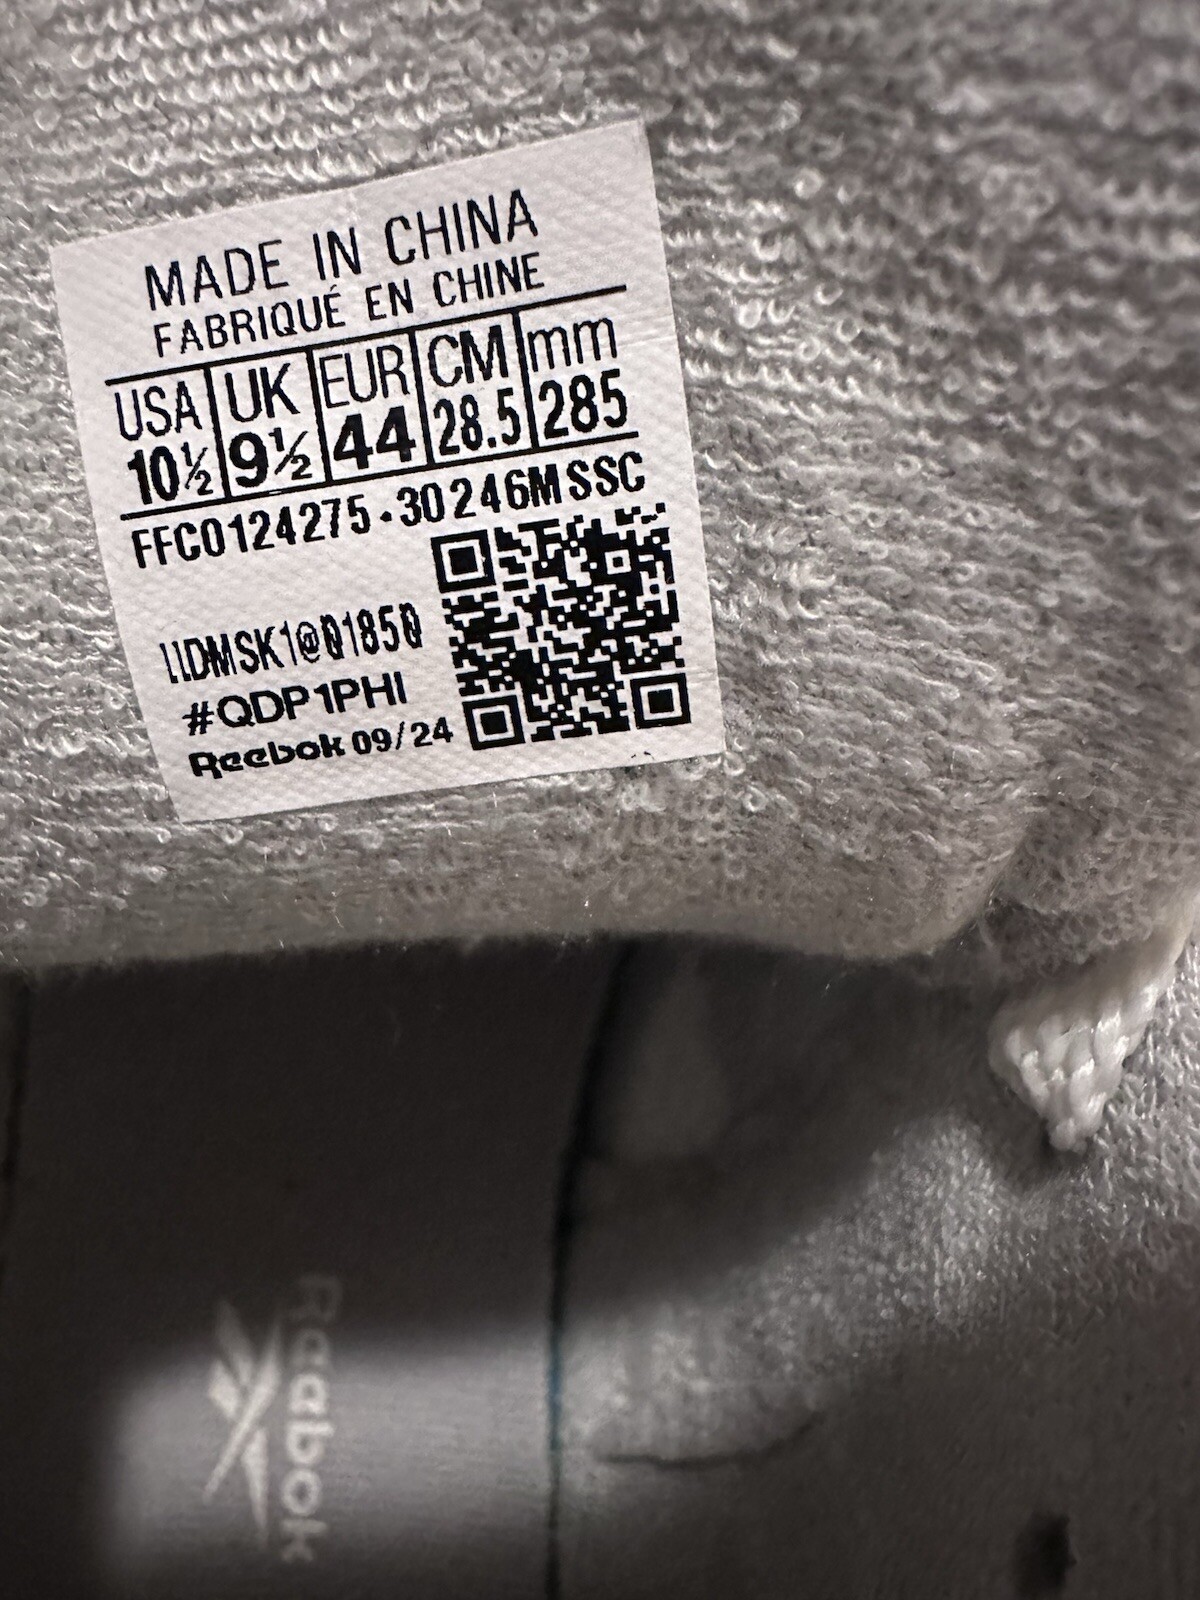 MADE IN CHINA
FABRIQUÉ EN CHINE
USA UK EUR CM mm
10½ 9½ 44 28.5 285
FFC0124275·30246MSSC
LLDMSK1@01850
#QDP1PHI
Reebok 09/24
Reebok